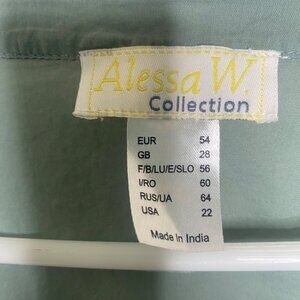 Alessa W.
Collection
EUR 54
GB 28
F/B/LU/E/SLO 56
I/RO 60
RUS/UA 64
USA 22
Made In India